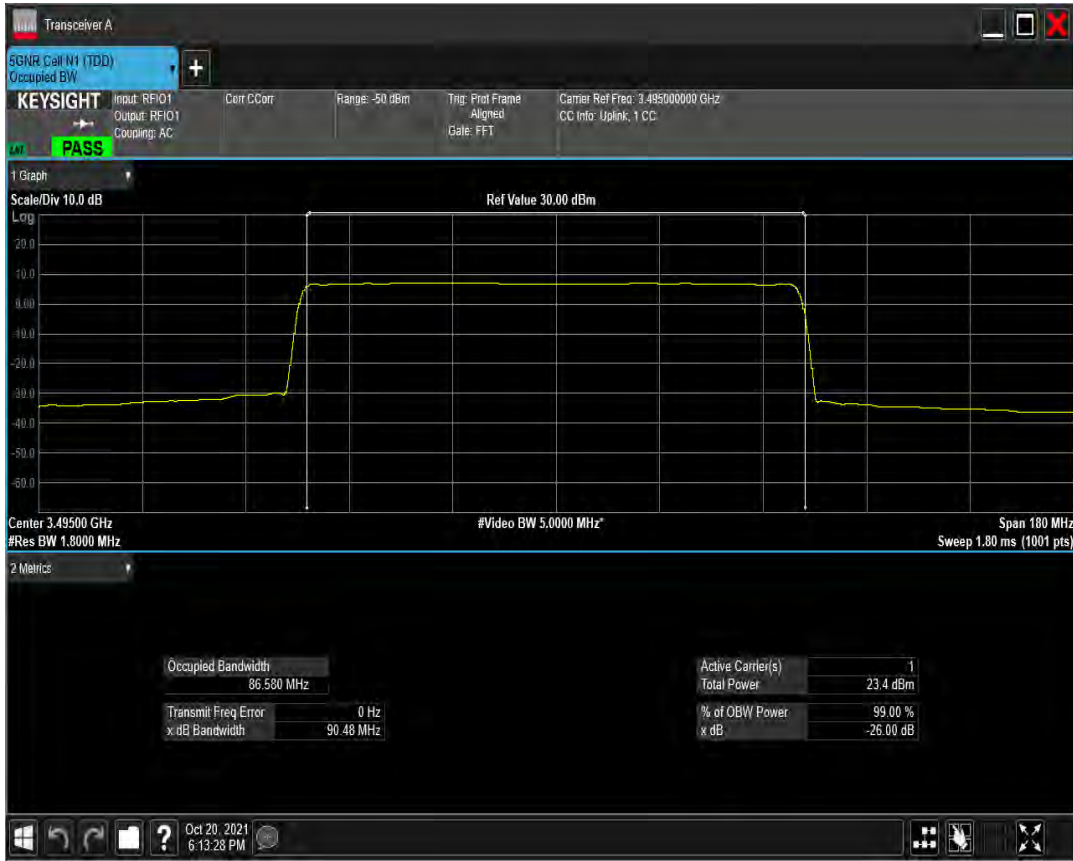 Transceiver A
5GNR Cell N1 (TDD)
Occupied BW
+
KEYSIGHT
Input: RFIO1
Output: RFIO1
Coupling: AC
Corr CCorr
Range: -50 dBm
Trig: Prot Frame
Aligned
Gate: FFT
Carrier Ref Freq: 3.495000000 GHz
CC Info: Uplink, 1 CC
PASS
1 Graph
Scale/Div 10.0 dB
Ref Value 30.00 dBm
Log
20.0
10.0
0.00
-10.0
-20.0
-30.0
-40.0
-50.0
-60.0
Center 3.49500 GHz
#Video BW 5.0000 MHz*
Span 180 MHz
#Res BW 1.8000 MHz
Sweep 1.80 ms (1001 pts)
2 Metrics
Occupied Bandwidth
86.580 MHz
Transmit Freq Error 0 Hz
x dB Bandwidth 90.48 MHz
Active Carrier(s) 1
Total Power 23.4 dBm
% of OBW Power 99.00 %
x dB -26.00 dB
?
Oct 20, 2021
6:13:28 PM